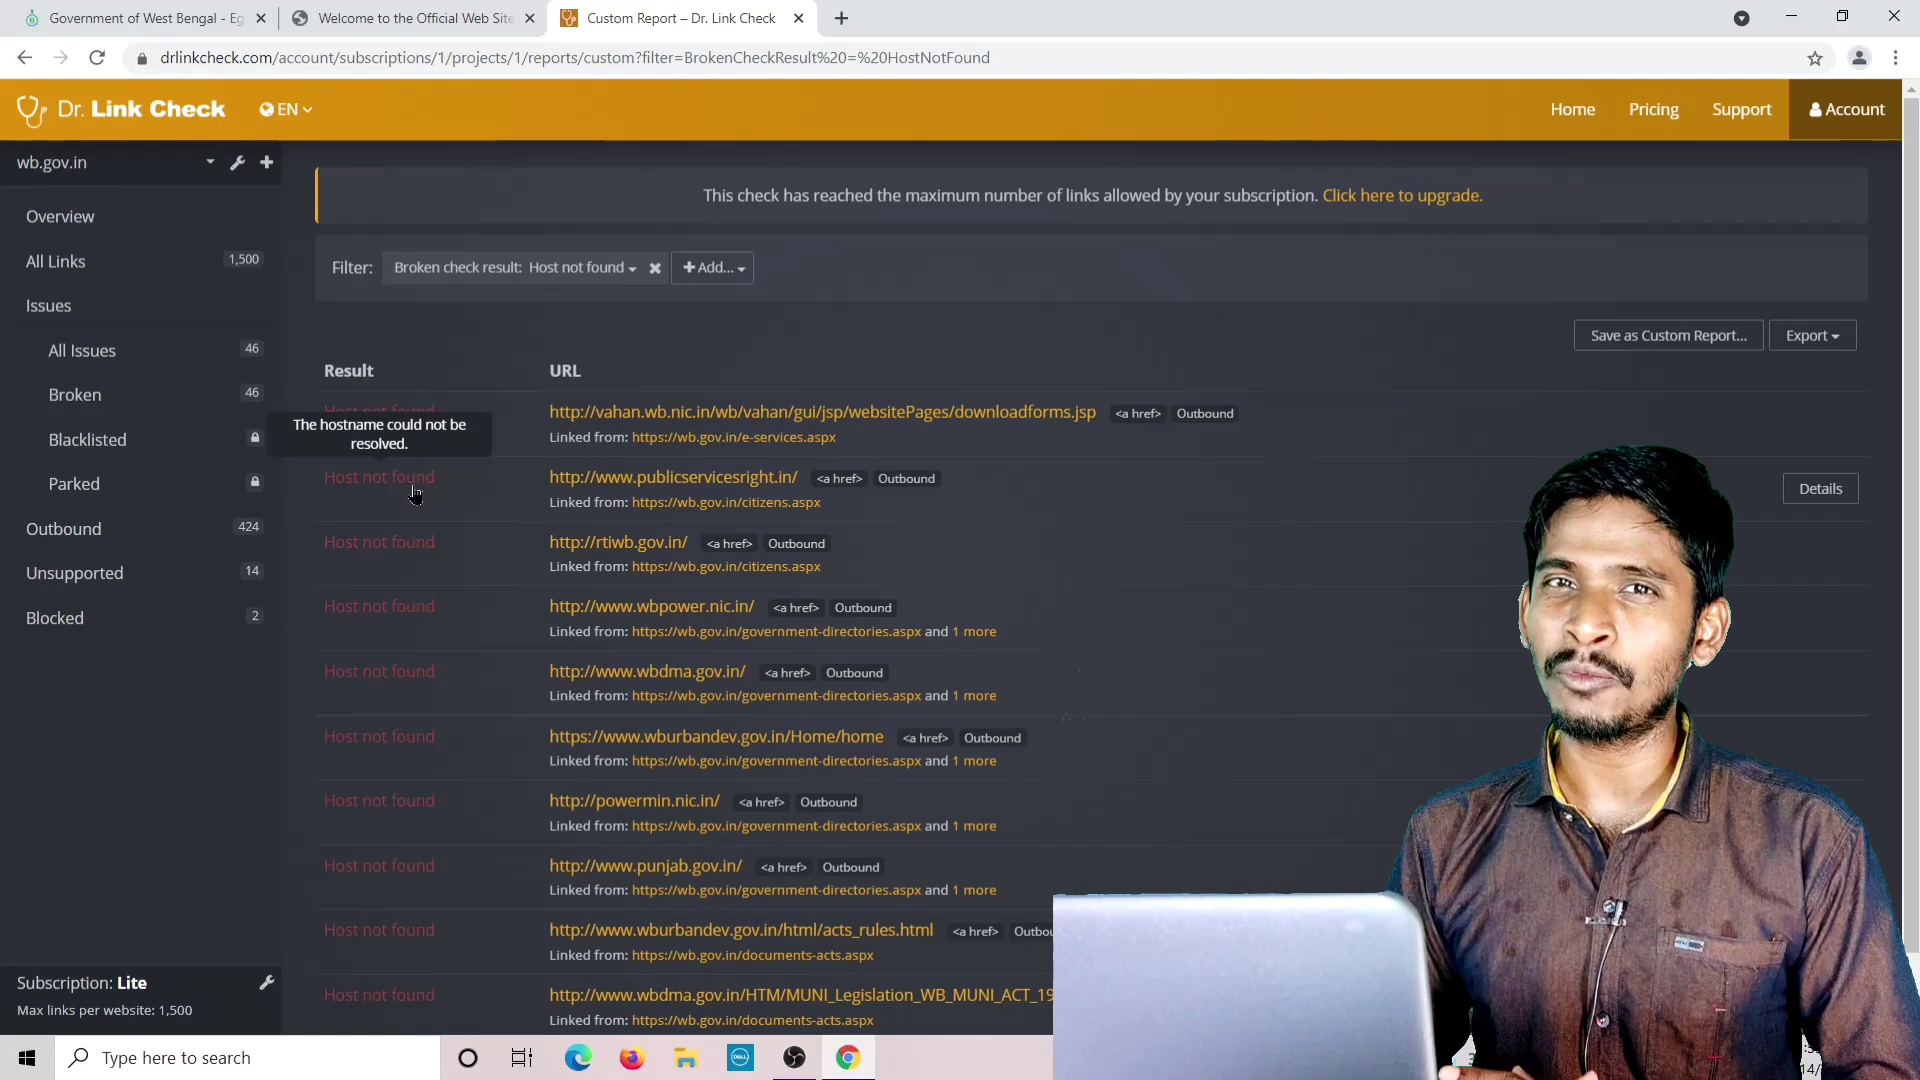 Government of West Bengal - Eg
Welcome to the Official Web Site
Custom Report – Dr. Link Check
drlinkcheck.com/account/subscriptions/1/projects/1/reports/custom?filter=BrokenCheckResult%20=%20HostNotFound
Dr. Link Check
EN
Home
Pricing
Support
Account
wb.gov.in
This check has reached the maximum number of links allowed by your subscription. Click here to upgrade.
Overview
All Links 1,500
Issues
All Issues 46
Broken 46
Blacklisted
Parked
Outbound 424
Unsupported 14
Blocked 2
Filter: Broken check result: Host not found Add...
Save as Custom Report...
Export
Result URL
Host not found http://vahan.wb.nic.in/wb/vahan/gui/jsp/websitePages/downloadforms.jsp <a href> Outbound
Linked from: https://wb.gov.in/e-services.aspx
The hostname could not be
resolved.
Host not found http://www.publicservicesright.in/ <a href> Outbound
Linked from: https://wb.gov.in/citizens.aspx
Details
Host not found http://rtiwb.gov.in/ <a href> Outbound
Linked from: https://wb.gov.in/citizens.aspx
Host not found http://www.wbpower.nic.in/ <a href> Outbound
Linked from: https://wb.gov.in/government-directories.aspx and 1 more
Host not found http://www.wbdma.gov.in/ <a href> Outbound
Linked from: https://wb.gov.in/government-directories.aspx and 1 more
Host not found https://www.wburbandev.gov.in/Home/home <a href> Outbound
Linked from: https://wb.gov.in/government-directories.aspx and 1 more
Host not found http://powermin.nic.in/ <a href> Outbound
Linked from: https://wb.gov.in/government-directories.aspx and 1 more
Host not found http://www.punjab.gov.in/ <a href> Outbound
Linked from: https://wb.gov.in/government-directories.aspx and 1 more
Host not found http://www.wburbandev.gov.in/html/acts_rules.html <a href> Outbou
Linked from: https://wb.gov.in/documents-acts.aspx
Host not found http://www.wbdma.gov.in/HTM/MUNI_Legislation_WB_MUNI_ACT_19
Linked from: https://wb.gov.in/documents-acts.aspx
Subscription: Lite
Max links per website: 1,500
Type here to search
DELL